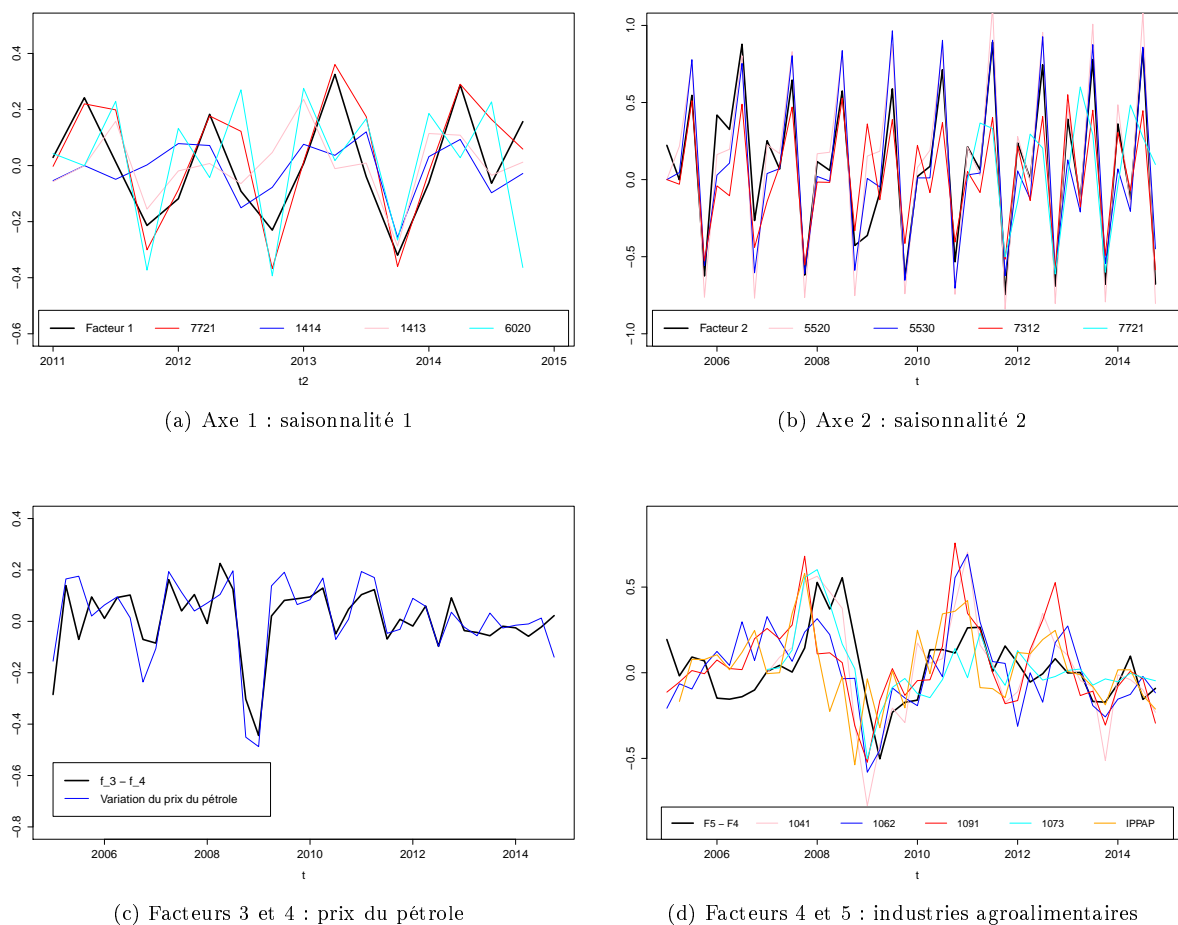 0.4
0.2
0.0
−0.2
−0.4
−0.6
Facteur 1 7721 1414 1413 6020
2011 2012 2013 2014 2015
t2
(a) Axe 1 : saisonnalité 1
1.0
0.5
0.0
−0.5
−1.0
Facteur 2 5520 5530 7312 7721
2006 2008 2010 2012 2014
t
(b) Axe 2 : saisonnalité 2
0.4
0.2
0.0
−0.2
−0.4
−0.6
−0.8
f_3 − f_4
Variation du prix du pétrole
2006 2008 2010 2012 2014
t
(c) Facteurs 3 et 4 : prix du pétrole
0.5
0.0
−0.5
F5 − F4 1041 1062 1091 1073 IPPAP
2006 2008 2010 2012 2014
t
(d) Facteurs 4 et 5 : industries agroalimentaires